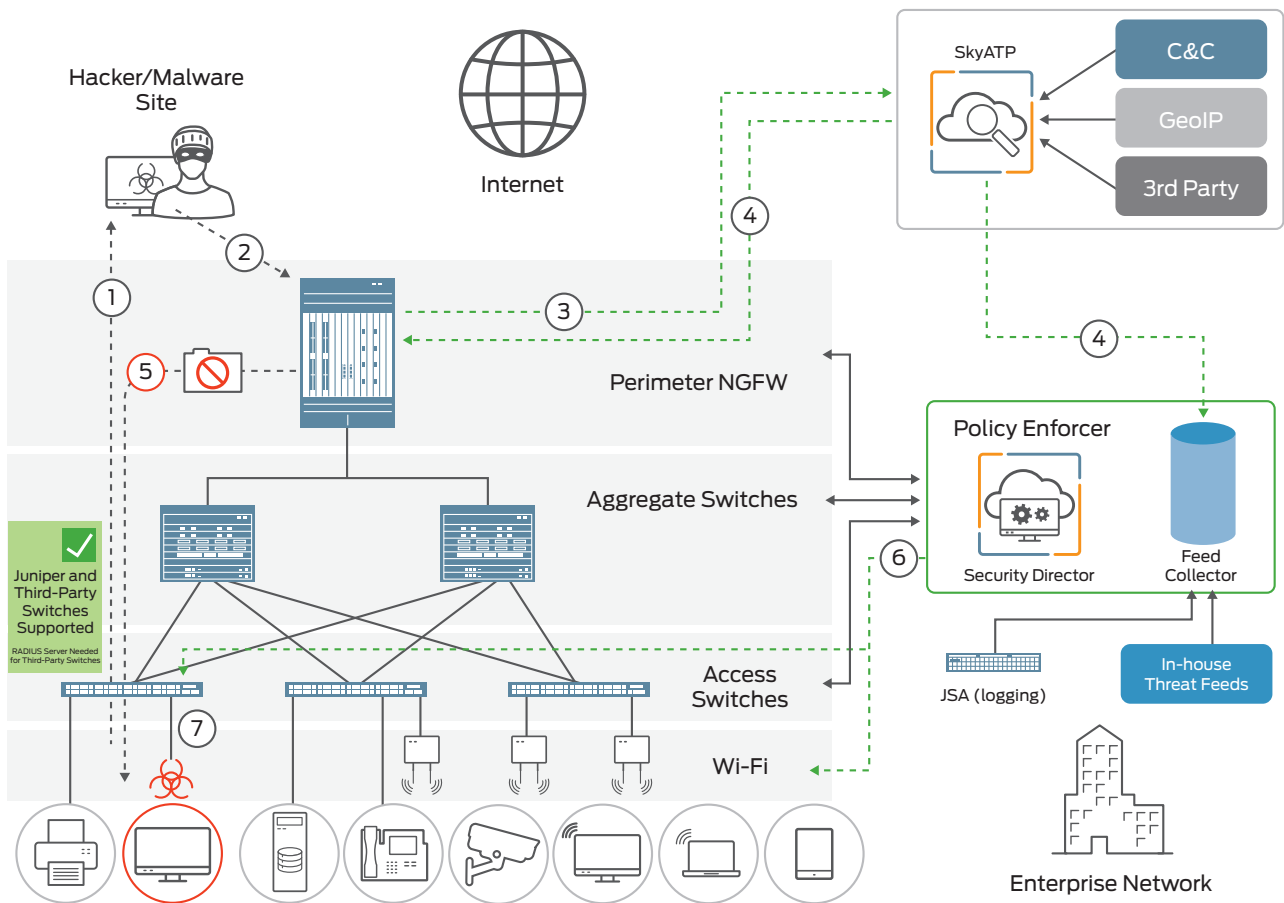 Hacker/Malware
Site
Internet
SkyATP
C&C
GeoIP
3rd Party
4
2
1
3
4
5
Perimeter NGFW
Policy Enforcer
Aggregate Switches
6
Security Director
Feed
Collector
Juniper and
Third-Party
Switches
Supported
RADIUS Server Needed
for Third-Party Switches
Access
Switches
JSA (logging)
In-house
Threat Feeds
7
Wi-Fi
Enterprise Network